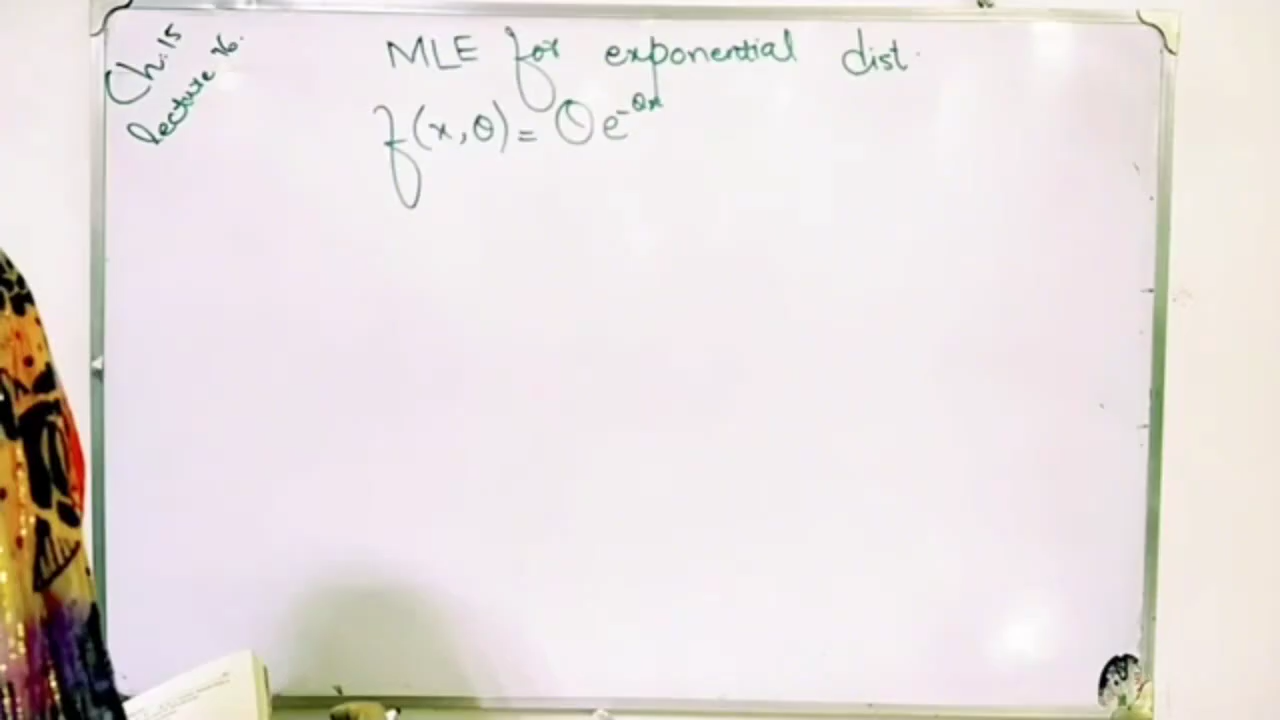 Ch. 15
Lecture 16.
MLE for exponential dist.
f(x, θ) = θe^{-θx}